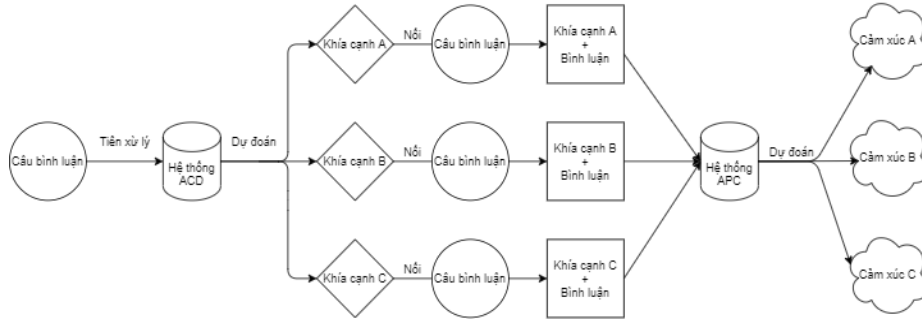 Khía cạnh A
Nối
Câu bình luận
Khía cạnh A
+
Bình luận
Cảm xúc A
Câu bình luận
Tiền xử lý
Hệ thống
ACD
Dự đoán
Khía cạnh B
Nối
Câu bình luận
Khía cạnh B
+
Bình luận
Hệ thống
APC
Dự đoán
Cảm xúc B
Khía cạnh C
Nối
Câu bình luận
Khía cạnh C
+
Bình luận
Cảm xúc C